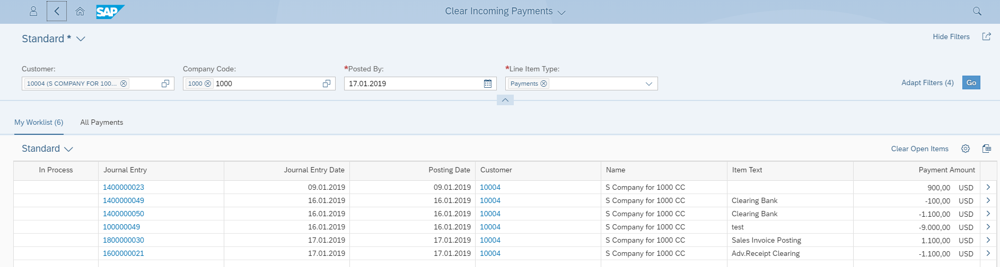 SAP
Clear Incoming Payments
Standard *
Hide Filters
Customer:
Company Code:
*Posted By:
*Line Item Type:
10004 (S COMPANY FOR 100...
1000 1000
17.01.2019
Payments
Adapt Filters (4)
Go
My Worklist (6) All Payments
Standard
Clear Open Items
In Process Journal Entry Journal Entry Date Posting Date Customer Name Item Text Payment Amount
1400000023 09.01.2019 09.01.2019 10004 S Company for 1000 CC 900,00 USD
1400000049 16.01.2019 16.01.2019 10004 S Company for 1000 CC Clearing Bank -100,00 USD
1400000050 16.01.2019 16.01.2019 10004 S Company for 1000 CC Clearing Bank -1.100,00 USD
100000049 16.01.2019 16.01.2019 10004 S Company for 1000 CC test -9.000,00 USD
1800000030 17.01.2019 17.01.2019 10004 S Company for 1000 CC Sales Invoice Posting 1.100,00 USD
1600000021 17.01.2019 17.01.2019 10004 S Company for 1000 CC Adv.Receipt Clearing -1.100,00 USD